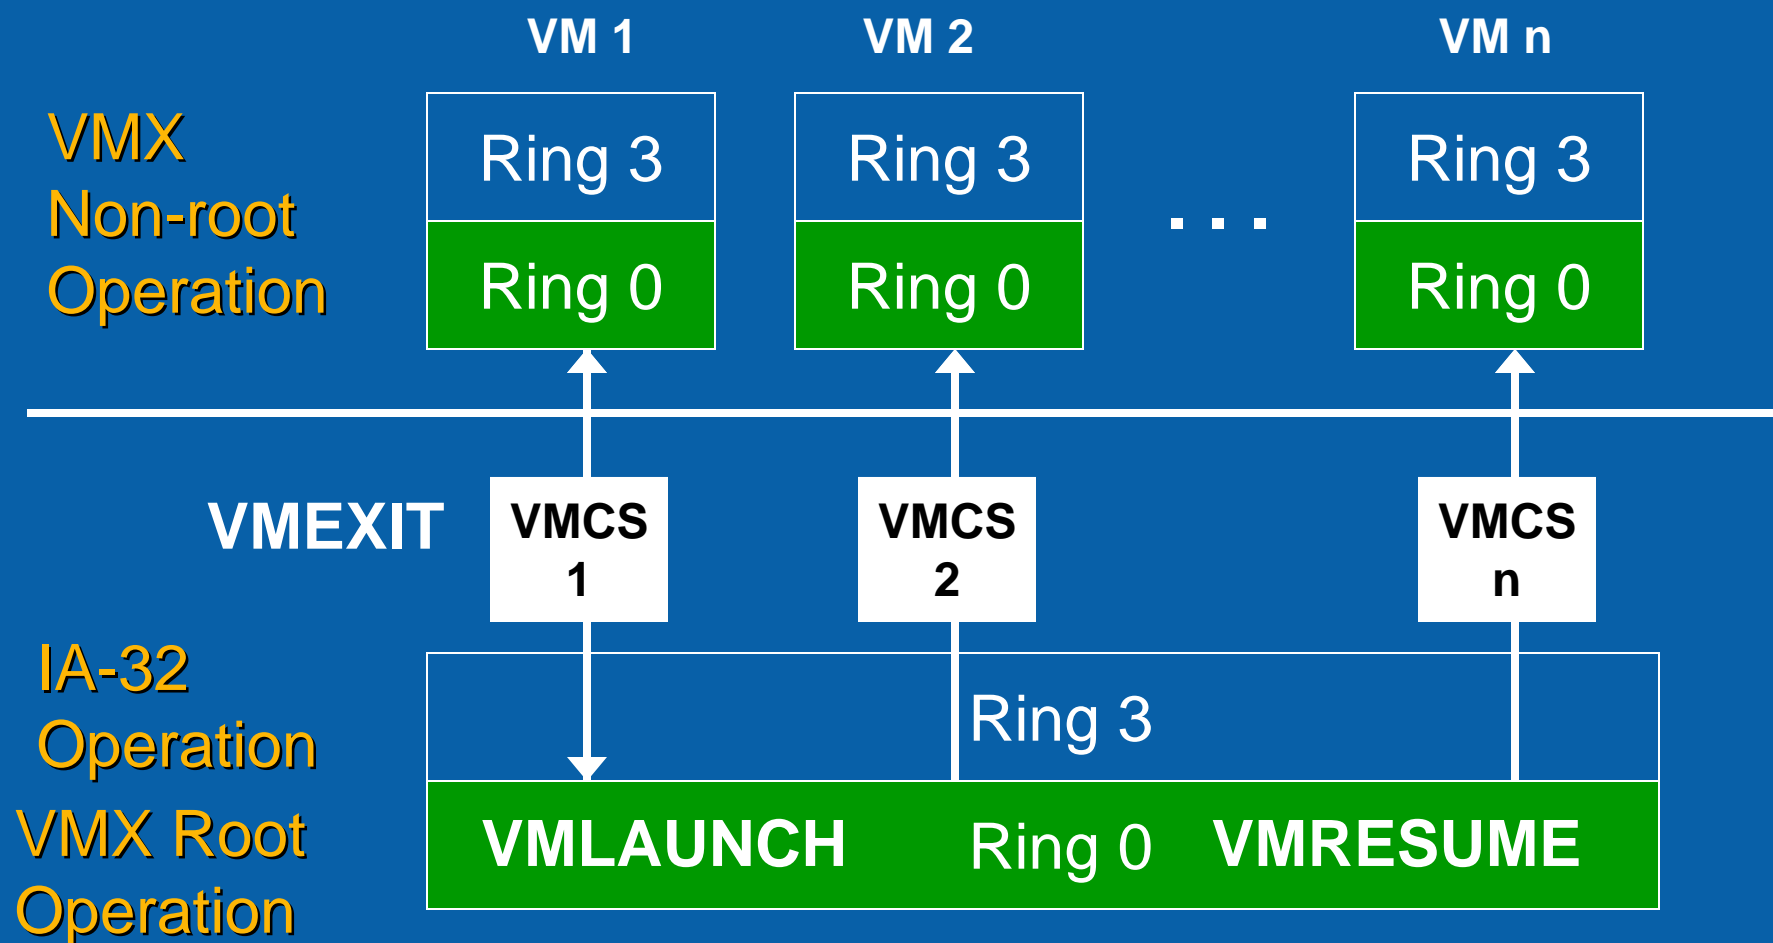 VM 1
VM 2
VM n
VMX
Non-root
Operation
Ring 3
Ring 3
. . .
Ring 3
Ring 0
Ring 0
Ring 0
VMEXIT
VMCS
1
VMCS
2
VMCS
n
IA-32
Operation
Ring 3
VMX Root
Operation
VMLAUNCH
Ring 0
VMRESUME